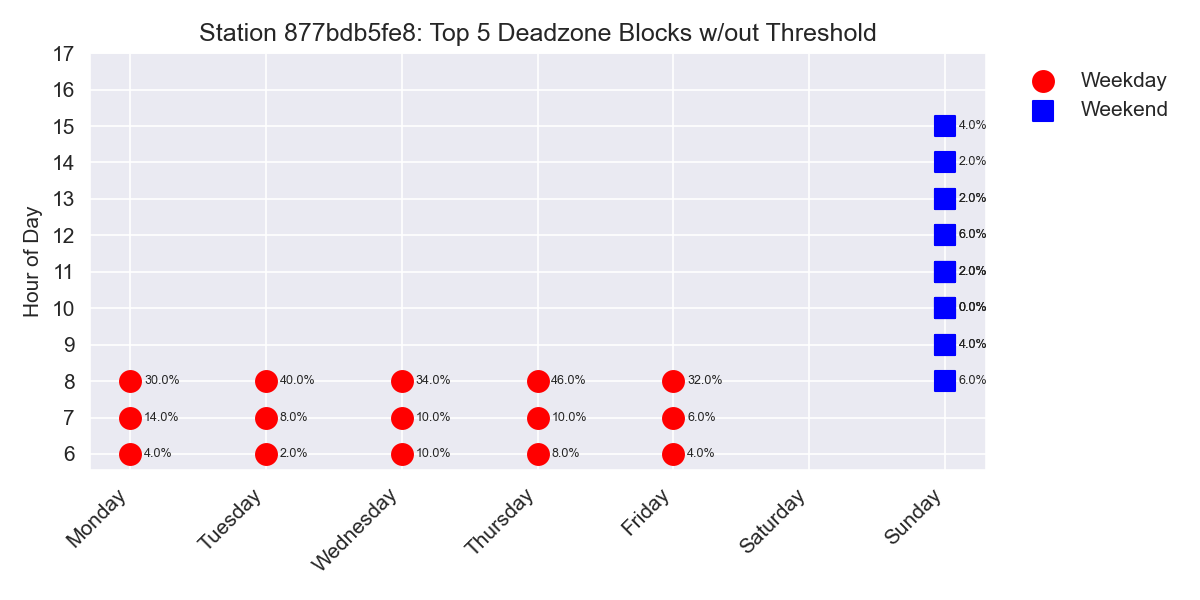 Station 877bdb5fe8: Top 5 Deadzone Blocks w/out Threshold
Weekday
Weekend
Hour of Day
17
16
15 4.0%
14 2.0%
13 2.0%
12 6.0%
11 2.0%
10 0.0%
9 4.0%
8 30.0% 40.0% 34.0% 46.0% 32.0% 6.0%
7 14.0% 8.0% 10.0% 10.0% 6.0%
6 4.0% 2.0% 10.0% 8.0% 4.0%
Monday
Tuesday
Wednesday
Thursday
Friday
Saturday
Sunday